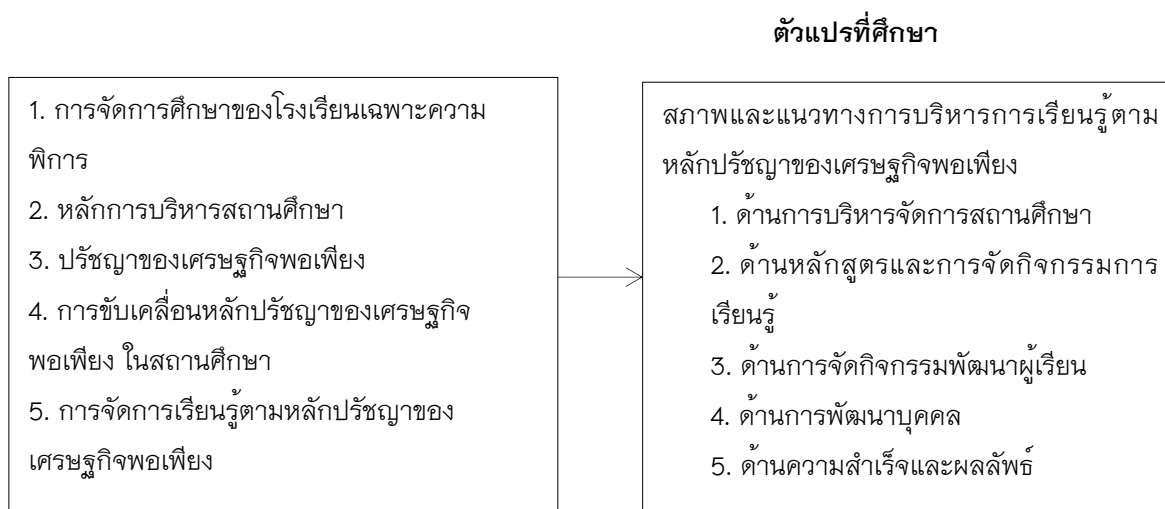 ตัวแปรที่ศึกษา
1. การจัดการศึกษาของโรงเรียนเฉพาะความ
พิการ
2. หลักการบริหารสถานศึกษา
3. ปรัชญาของเศรษฐกิจพอเพียง
4. การขับเคลื่อนหลักปรัชญาของเศรษฐกิจ
พอเพียง ในสถานศึกษา
5. การจัดการเรียนรู้ตามหลักปรัชญาของ
เศรษฐกิจพอเพียง
สภาพและแนวทางการบริหารการเรียนรู้ตาม
หลักปรัชญาของเศรษฐกิจพอเพียง
1. ด้านการบริหารจัดการสถานศึกษา
2. ด้านหลักสูตรและการจัดกิจกรรมการ
เรียนรู้
3. ด้านการจัดกิจกรรมพัฒนาผู้เรียน
4. ด้านการพัฒนาบุคคล
5. ด้านความสำเร็จและผลลัพธ์